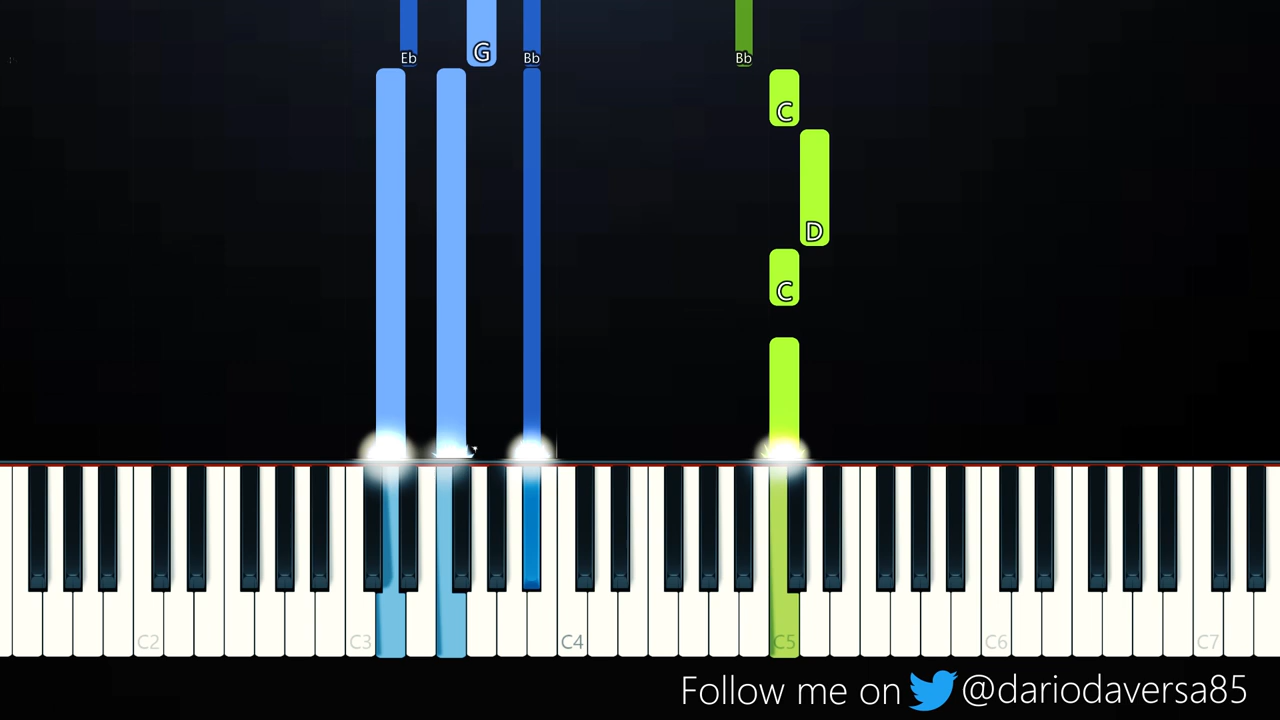 Eb G Bb Bb
C
D
C
C2 C3 C4 C5 C6 C7
Follow me on @dariodaversa85